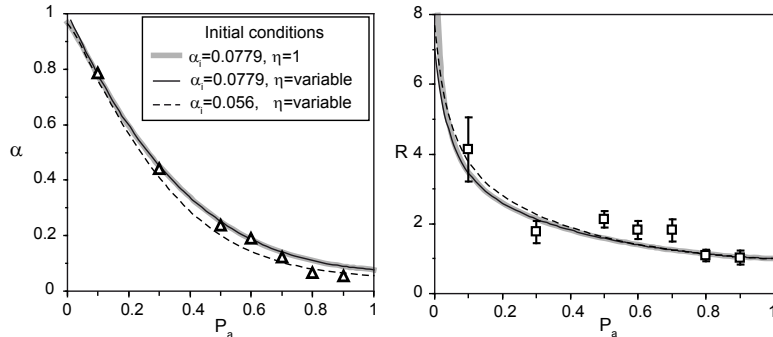 Initial conditions
αi=0.0779, η=1
αi=0.0779, η=variable
αi=0.056, η=variable
1
0.8
0.6
0.4
0.2
0
α
0 0.2 0.4 0.6 0.8 1
Pa
8
6
4
2
0
R
0 0.2 0.4 0.6 0.8 1
Pa